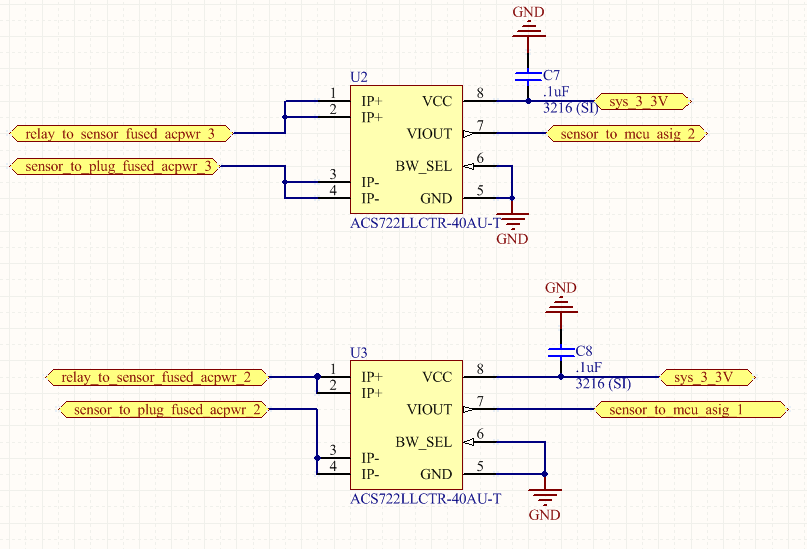 GND
C7
.1uF
3216 (SI)
sys_3_3V
U2
1 IP+ VCC 8
2 IP+
relay_to_sensor_fused_acpwr_3
VIOUT 7
sensor_to_mcu_asig_2
sensor_to_plug_fused_acpwr_3
BW_SEL 6
3 IP-
4 IP- GND 5
ACS722LLCTR-40AU-T
GND
GND
C8
.1uF
3216 (SI)
sys_3_3V
U3
relay_to_sensor_fused_acpwr_2
1 IP+ VCC 8
2 IP+
sensor_to_plug_fused_acpwr_2
VIOUT 7
sensor_to_mcu_asig_1
BW_SEL 6
3 IP-
4 IP- GND 5
ACS722LLCTR-40AU-T
GND